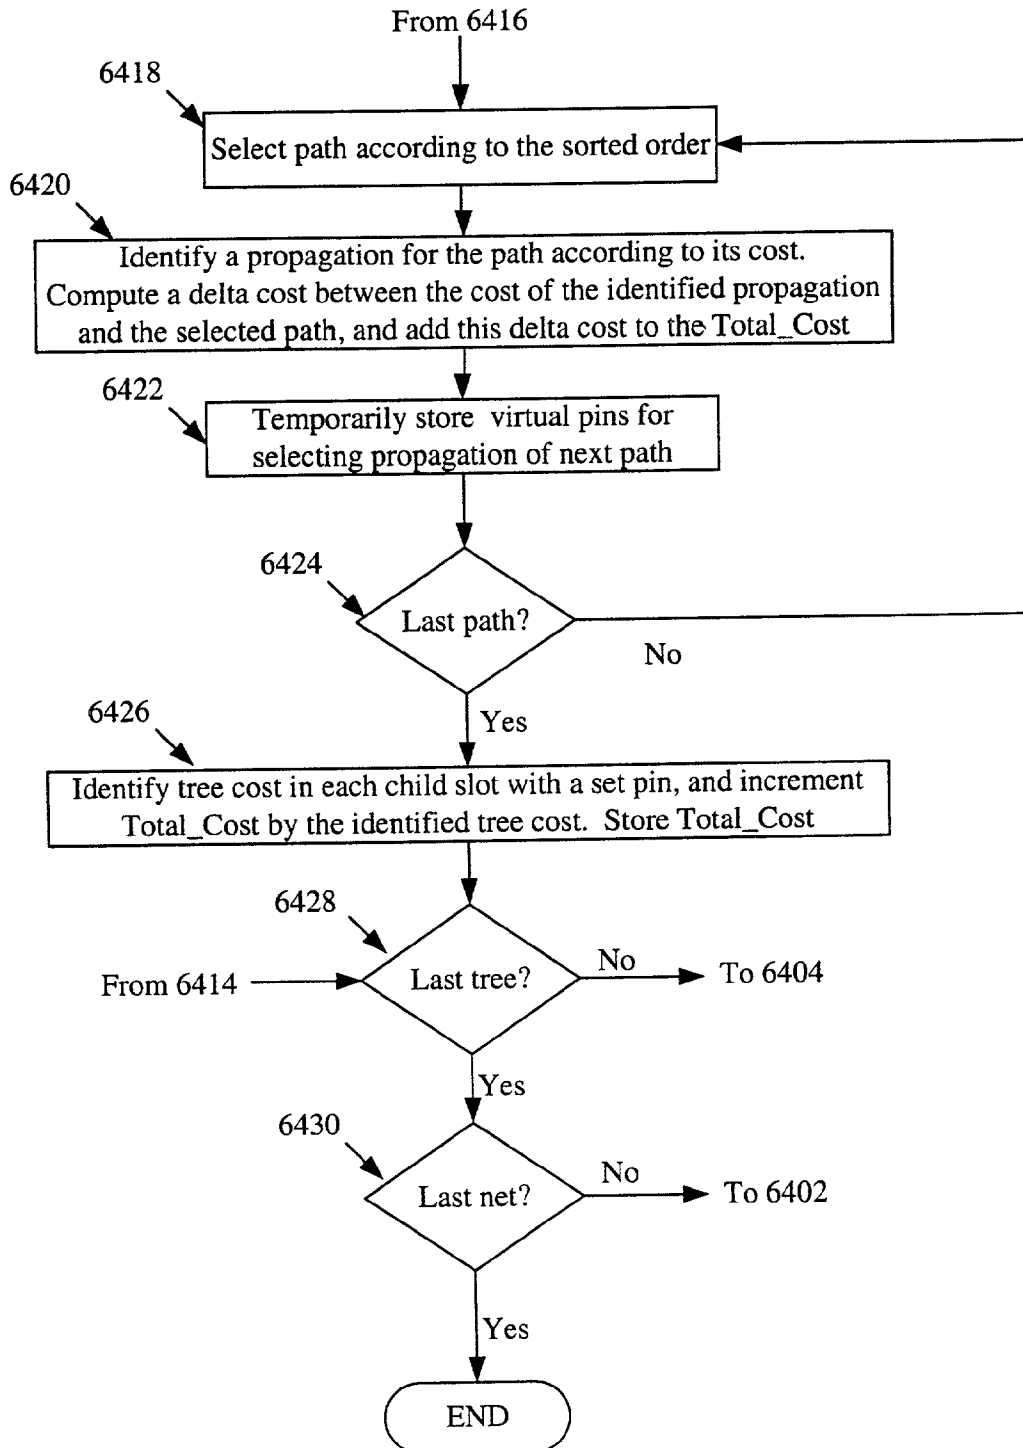 From 6416
6418
Select path according to the sorted order
6420
Identify a propagation for the path according to its cost.
Compute a delta cost between the cost of the identified propagation
and the selected path, and add this delta cost to the Total_Cost
6422
Temporarily store virtual pins for
selecting propagation of next path
6424
Last path?
No
Yes
6426
Identify tree cost in each child slot with a set pin, and increment
Total_Cost by the identified tree cost. Store Total_Cost
6428
From 6414
Last tree?
No
To 6404
Yes
6430
Last net?
No
To 6402
Yes
END